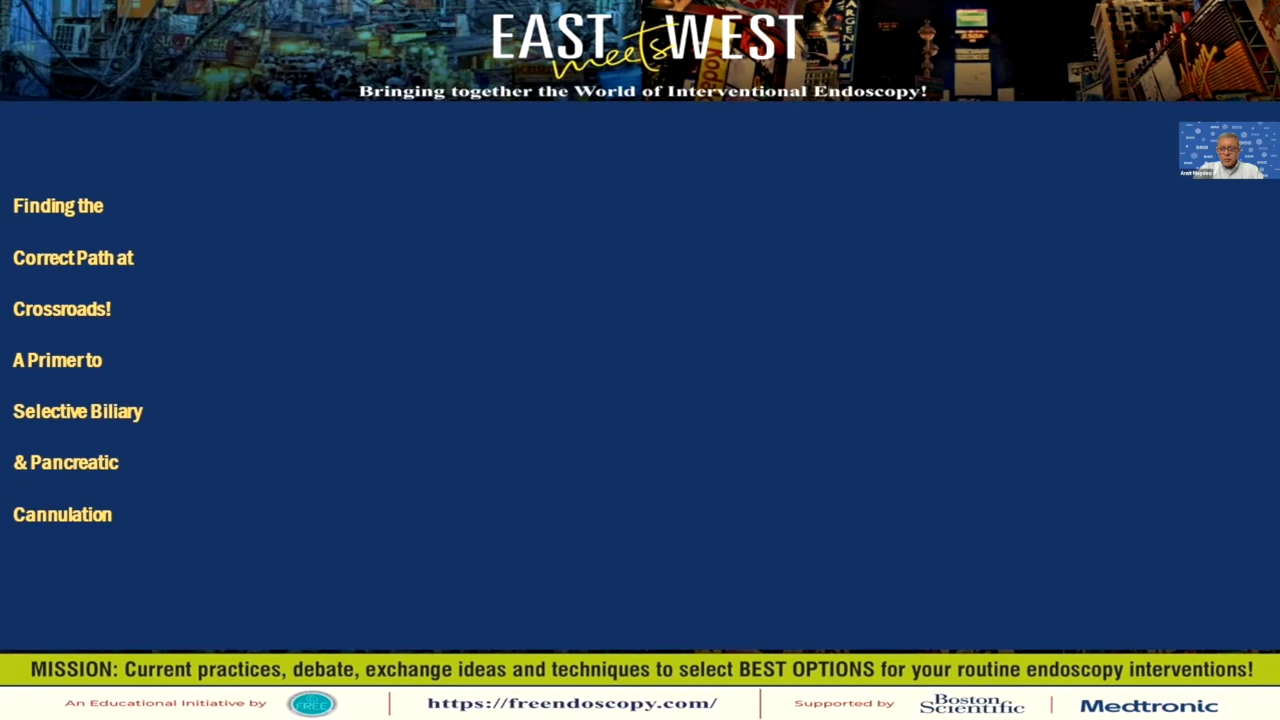 EAST meets WEST
Bringing together the World of Interventional Endoscopy!
Amit Maydeo
Finding the
Correct Path at
Crossroads!
A Primer to
Selective Biliary
& Pancreatic
Cannulation
MISSION: Current practices, debate, exchange ideas and techniques to select BEST OPTIONS for your routine endoscopy interventions!
An Educational Initiative by
FREE
https://freendoscopy.com/
Supported by
Boston
Scientific
Medtronic